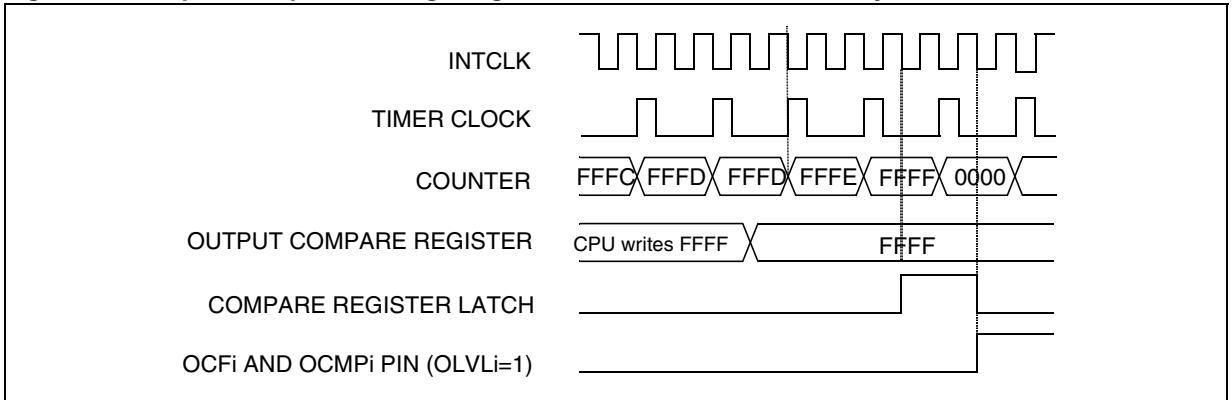 INTCLK
TIMER CLOCK
COUNTER FFFC FFFD FFFD FFFE FFFF 0000
OUTPUT COMPARE REGISTER CPU writes FFFF FFFF
COMPARE REGISTER LATCH
OCFi AND OCMPi PIN (OLVLi=1)